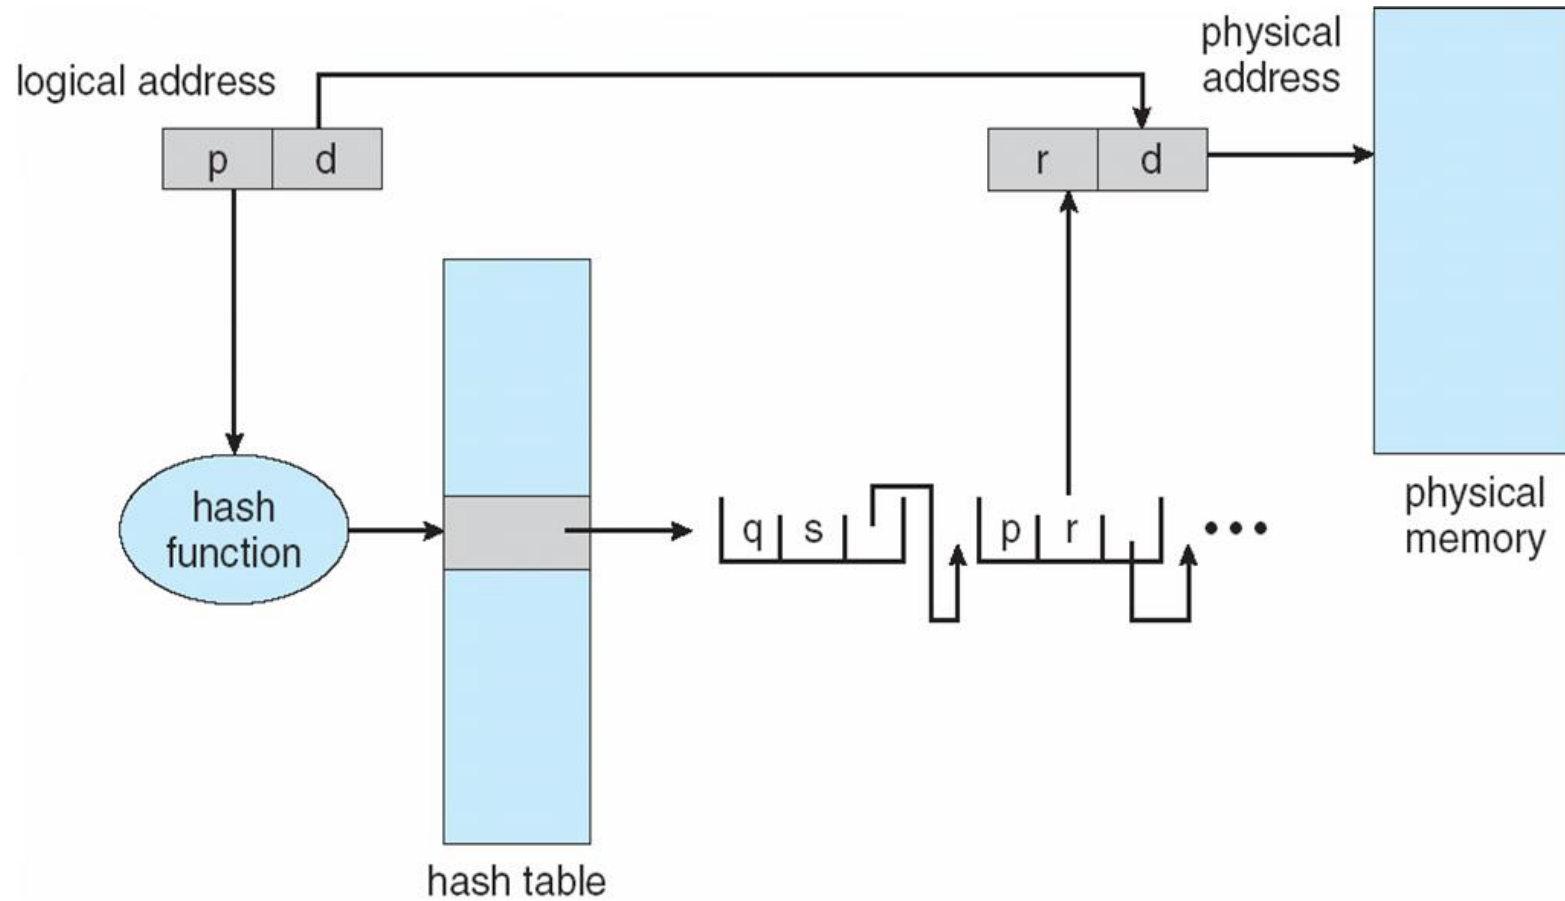 physical
address
logical address
p d
r d
hash
function
q s
p r
•••
physical
memory
hash table